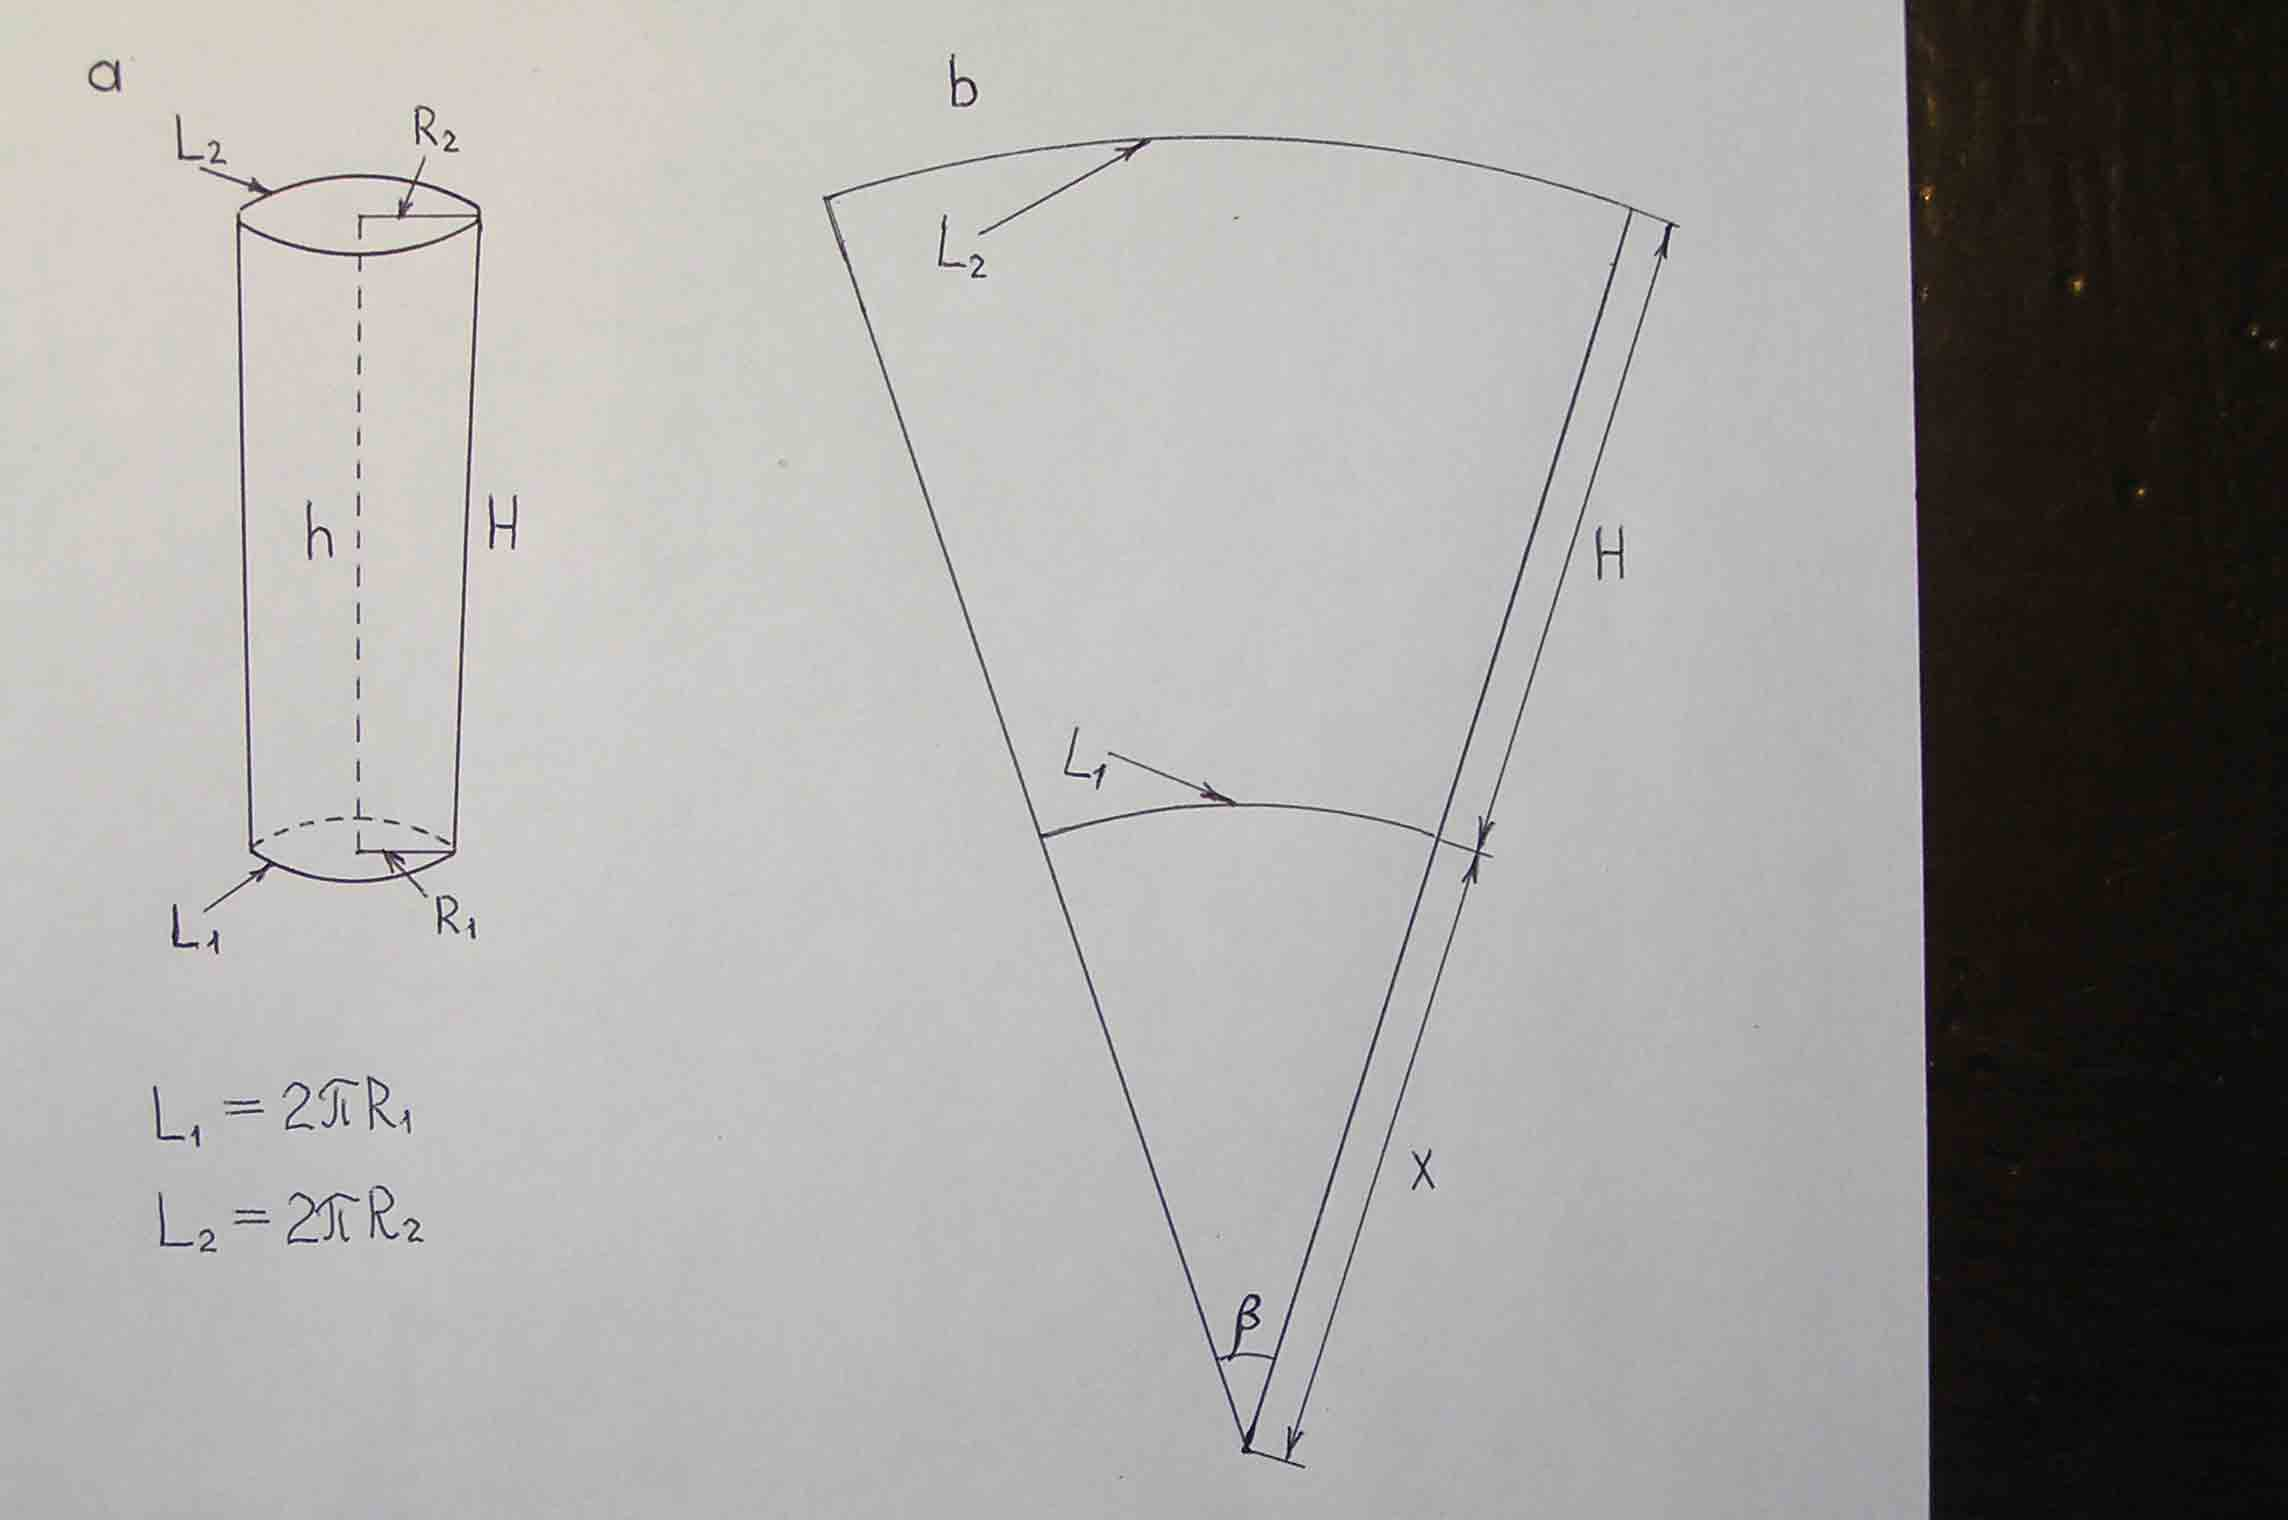 a
L₂
R₂
h
H
L₁
R₁
L₁ = 2πR₁
L₂ = 2πR₂
b
L₂
H
L₁
X
β